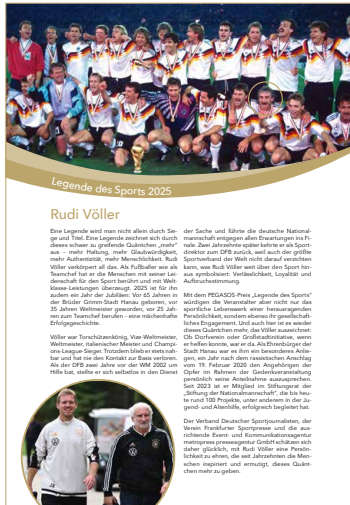 Legende des Sports 2025
Rudi Völler
Eine Legende wird man nicht allein durch Sie-
ge und Titel. Eine Legende zeichnet sich durch
dieses schwer zu greifende Quäntchen „mehr"
aus – mehr Haltung, mehr Glaubwürdigkeit,
mehr Authentizität, mehr Menschlichkeit. Rudi
Völler verkörpert all das. Als Fußballer wie als
Teamchef hat er die Menschen mit seiner Lei-
denschaft für den Sport berührt und mit Welt-
klasse-Leistungen überzeugt. 2025 ist für ihn
zudem ein Jahr der Jubiläen: Vor 65 Jahren in
der Brüder Grimm-Stadt Hanau geboren, vor
35 Jahren Weltmeister geworden, vor 25 Jah-
ren zum Teamchef berufen – eine mächenhafte
Erfolgsgeschichte.
Völler war Torschützenkönig, Vize-Weltmeister,
Weltmeister, italienischer Meister und Champi-
ons-League-Sieger. Trotzdem blieb er stets nah-
bar und hat nie den Kontakt zur Basis verloren.
Als der DFB zwei Jahre vor der WM 2002 um
Hilfe bat, stellte er sich selbstlos in den Dienst
der Sache und führte die deutsche National-
mannschaft entgegen allen Erwartungen ins Fi-
nale. Zwei Jahrzehnte später kehrte er als Sport-
direktor zum DFB zurück, weil auch der größte
Sportverband der Welt nicht darauf verzichten
kann, was Rudi Völler weit über den Sport hin-
aus symbolisiert: Verlässlichkeit, Loyalität und
Aufbruchsstimmung.
Mit dem PEGASOS-Preis „Legende des Sports"
würdigen die Veranstalter aber nicht nur das
sportliche Lebenswerk einer herausragenden
Persönlichkeit, sondern ebenso ihr gesellschaft-
liches Engagement. Und auch hier ist es wieder
dieses Quäntchen mehr, das Völler auszeichnet:
Ob Dorfverein oder Großstadtinitiative, wenn
er helfen konnte, war er da. Als Ehrenbürger der
Stadt Hanau war es ihm ein besonderes Anlie-
gen, ein Jahr nach dem rassistischen Anschlag
vom 19. Februar 2020 den Angehörigen der
Opfer im Rahmen der Gedenkveranstaltung
persönlich seine Anteilnahme auszusprechen.
Seit 2023 ist er Mitglied im Stiftungsrat der
„Stiftung der Nationalmannschaft", die bis heu-
te rund 100 Projekte, unter anderem in der Ju-
gend- und Altenhilfe, erfolgreich begleitet hat.
Der Verband Deutscher Sportjournalisten, der
Verein Frankfurter Sportpresse und die aus-
richtende Event- und Kommunikationsagentur
metropress presseagentur GmbH schätzen sich
daher glücklich, mit Rudi Völler eine Persön-
lichkeit zu ehren, die seit Jahrzehnten die Men-
schen inspiriert und ermutigt, dieses Quänt-
chen mehr zu geben.